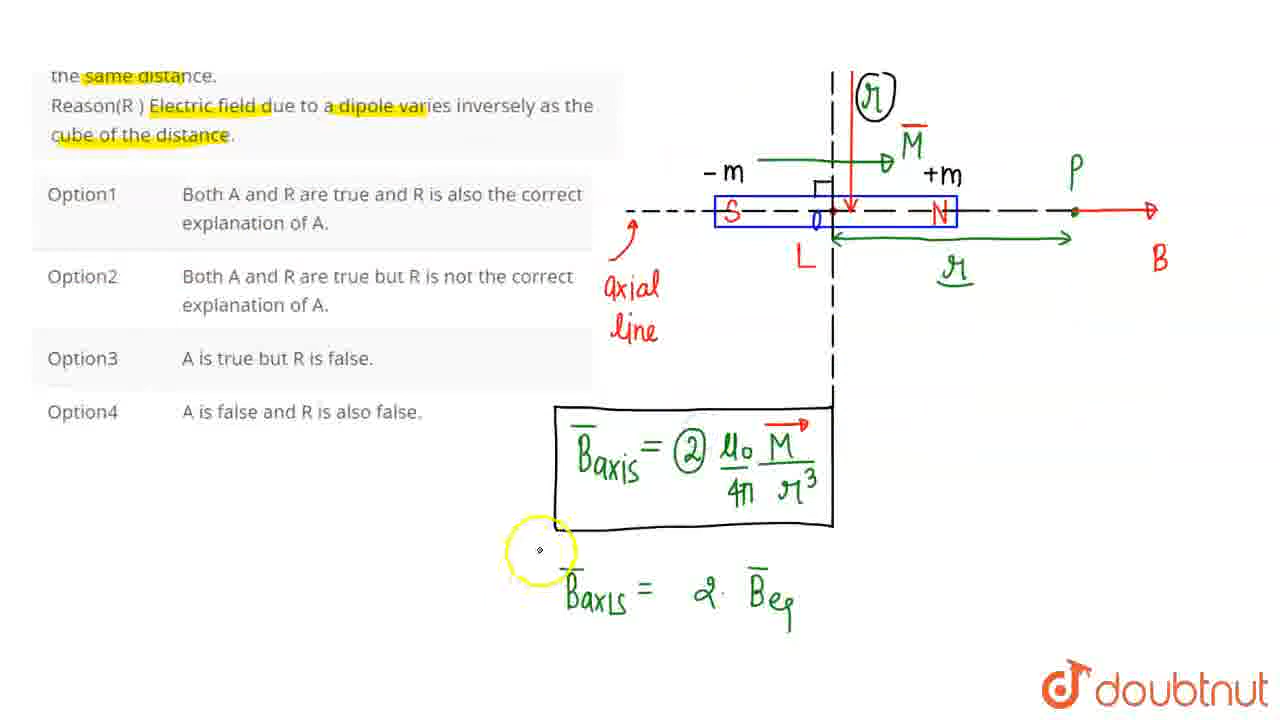 the same distance.
Reason(R ) Electric field due to a dipole varies inversely as the
cube of the distance.
Option1 Both A and R are true and R is also the correct
explanation of A.
Option2 Both A and R are true but R is not the correct
explanation of A.
Option3 A is true but R is false.
Option4 A is false and R is also false.
r
M
-m +m P
S O N
L r B
axial
line
B axis = 2 μ0/4π M/r³
B axis = 2. B eq
doubtnut